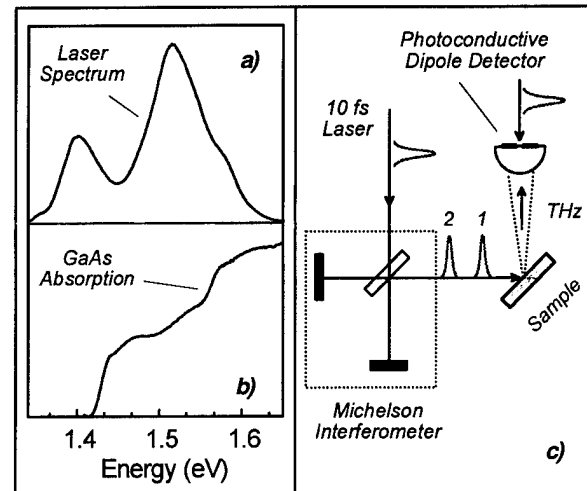 Laser
Spectrum
a)
GaAs
Absorption
b)
1.4 1.5 1.6
Energy (eV)
Photoconductive
Dipole Detector
10 fs
Laser
THz
2 1
Sample
Michelson
Interferometer
c)